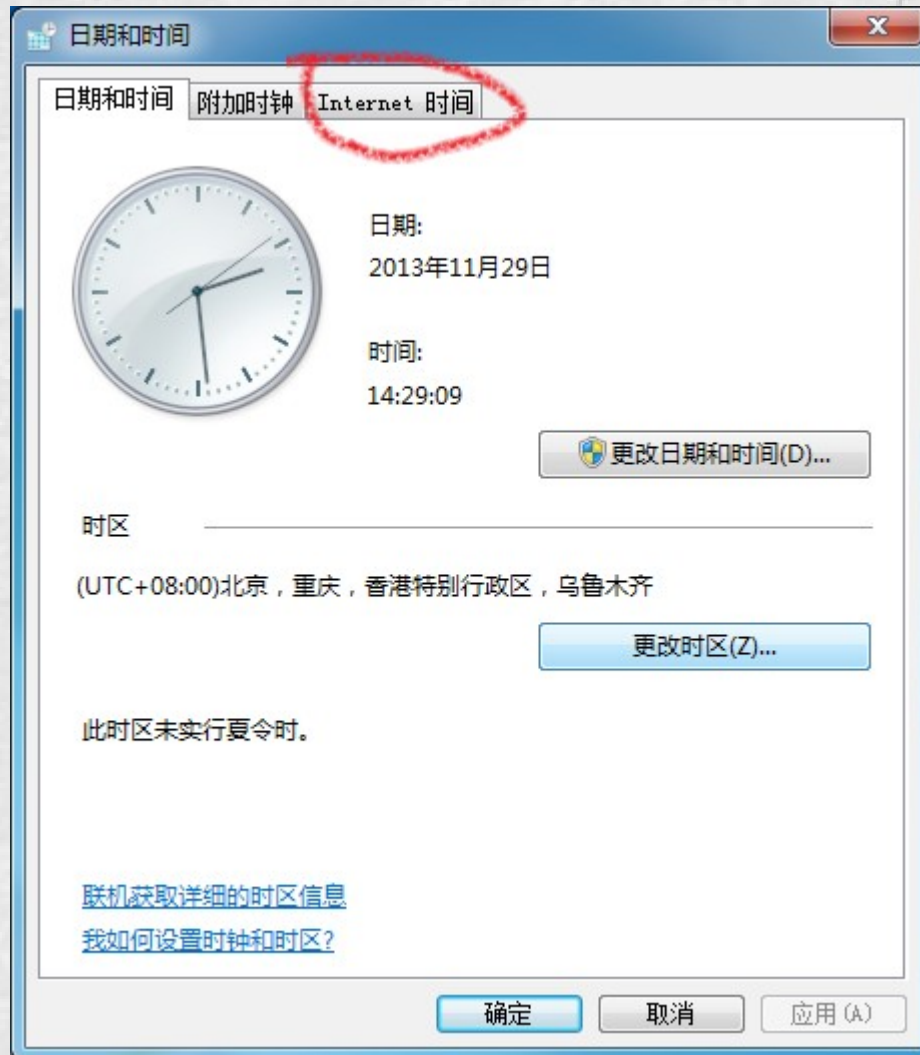 日期和时间
日期和时间 附加时钟 Internet 时间
日期:
2013年11月29日
时间:
14:29:09
更改日期和时间(D)...
时区
(UTC+08:00)北京，重庆，香港特别行政区，乌鲁木齐
更改时区(Z)...
此时区未实行夏令时。
联机获取详细的时区信息
我如何设置时钟和时区?
确定 取消 应用(A)